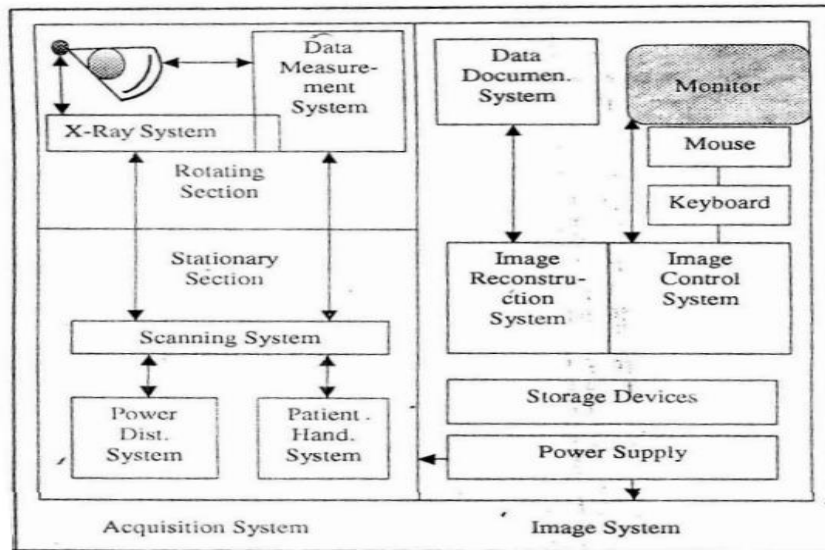 Data
Measure-
ment
System
X-Ray System
Rotating
Section
Stationary
Section
Scanning System
Power
Dist.
System
Patient
Hand.
System
Acquisition System
Data
Documen.
System
Monitor
Mouse
Keyboard
Image
Reconstru-
ction
System
Image
Control
System
Storage Devices
Power Supply
Image System